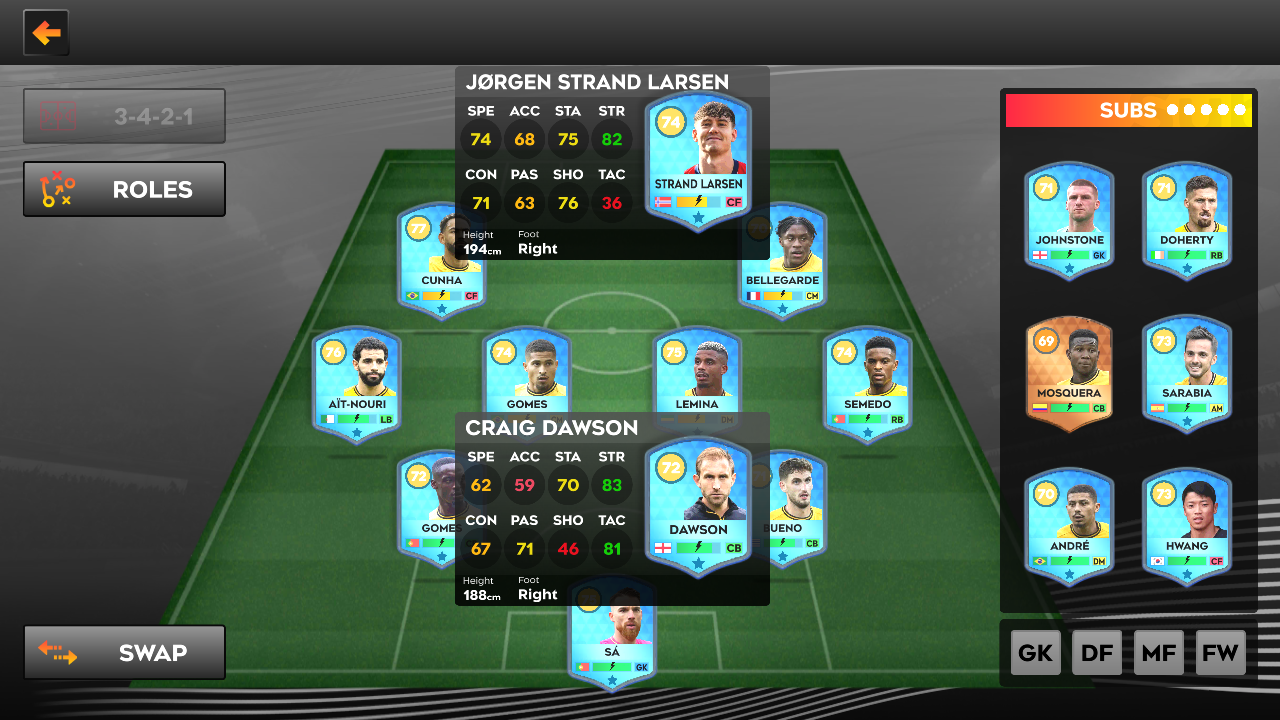 3-4-2-1
ROLES
JØRGEN STRAND LARSEN
SPE ACC STA STR
74 68 75 82
CON PAS SHO TAC
71 63 76 36
Height Foot
194cm Right
74
STRAND LARSEN
CF
SUBS
77
CUNHA
CF
BELLEGARDE
CM
71
JOHNSTONE
GK
71
DOHERTY
RB
76
AÏT-NOURI
LB
74
GOMES
75
LEMINA
DM
74
SEMEDO
RB
69
MOSQUERA
CB
73
SARABIA
AM
CRAIG DAWSON
SPE ACC STA STR
62 59 70 83
CON PAS SHO TAC
67 71 46 81
Height Foot
188cm Right
72
DAWSON
CB
72
GOMES
BUENO
CB
70
ANDRÉ
DM
73
HWANG
CF
SÁ
GK
SWAP
GK DF MF FW